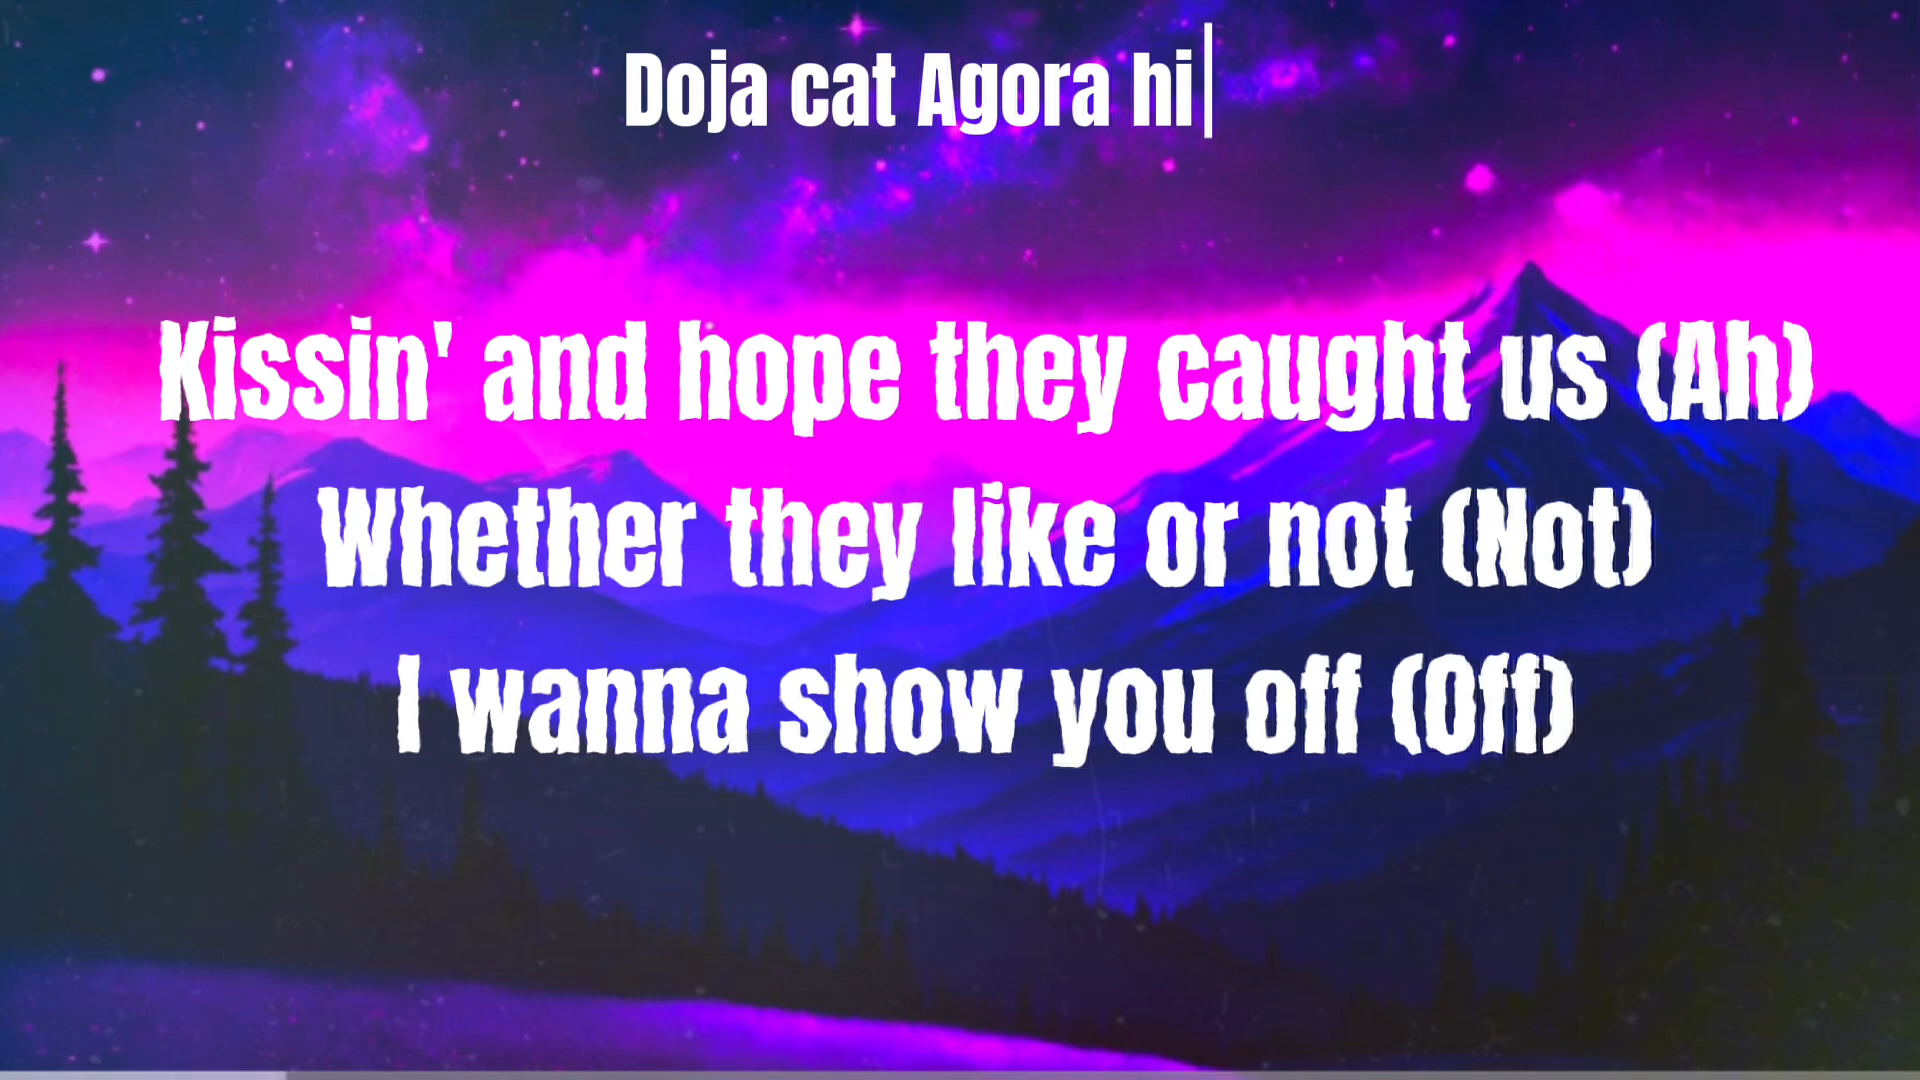 Doja cat Agora hi
Kissin' and hope they caught us (Ah)
Whether they like or not (Not)
I wanna show you off (Off)